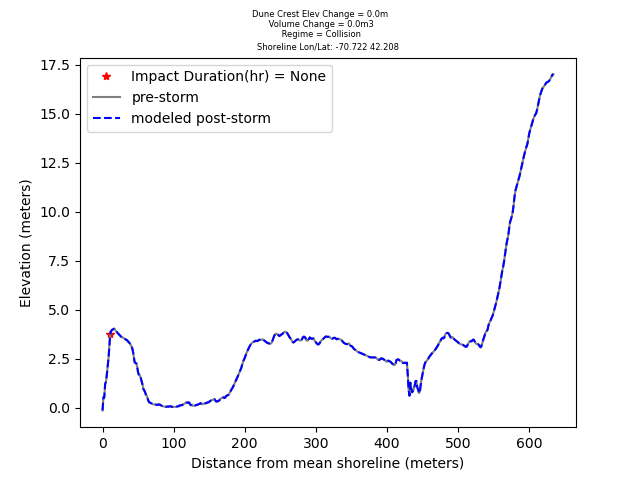 Dune Crest Elev Change = 0.0m
Volume Change = 0.0m3
Regime = Collision
Shoreline Lon/Lat: -70.722 42.208
Impact Duration(hr) = None
pre-storm
modeled post-storm
Elevation (meters)
17.5
15.0
12.5
10.0
7.5
5.0
2.5
0.0
0 100 200 300 400 500 600
Distance from mean shoreline (meters)